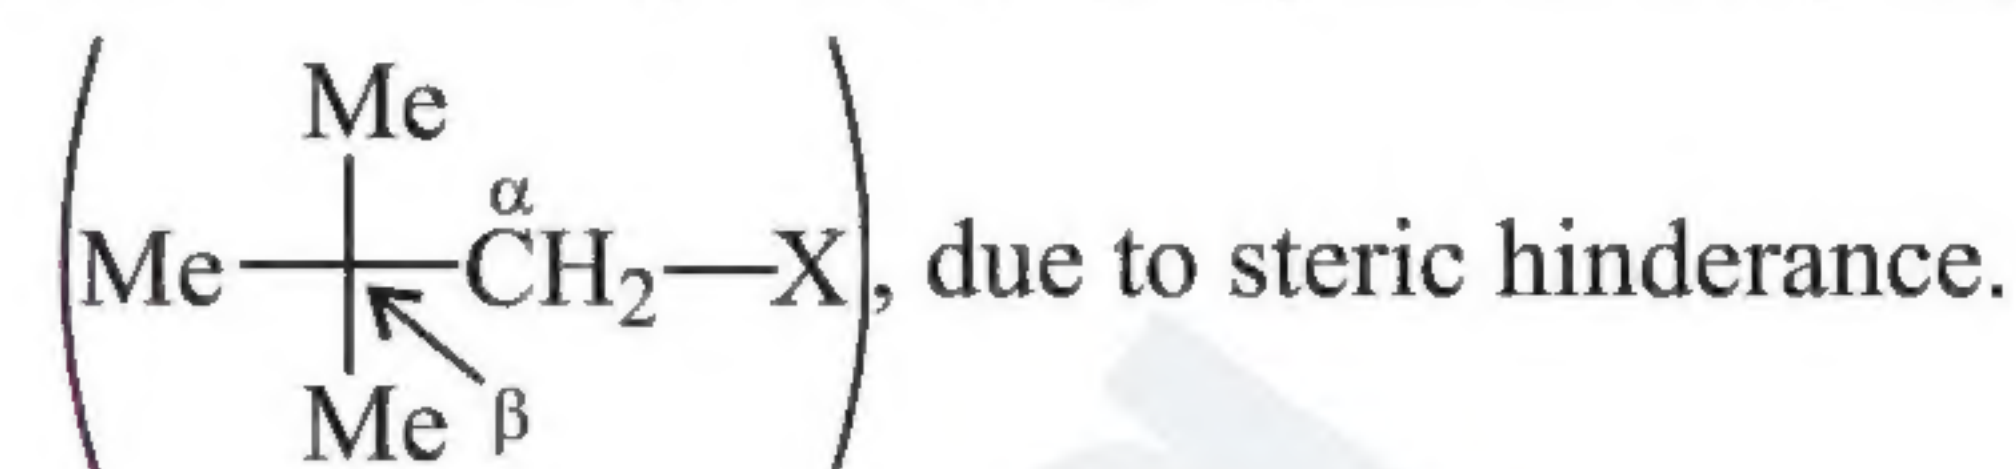 Me
α
Me—CH₂—X, due to steric hinderance.
Me β